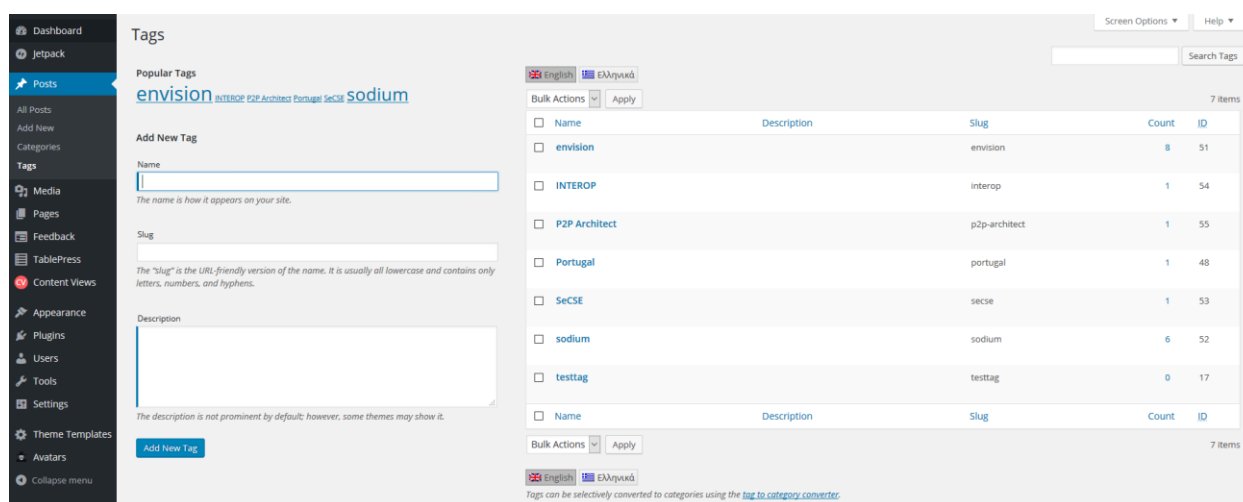 Dashboard
Jetpack
Posts
All Posts
Add New
Categories
Tags
Media
Pages
Feedback
TablePress
CV Content Views
Appearance
Plugins
Users
Tools
Settings
Theme Templates
Avatars
Collapse menu
Screen Options Help
Tags
Search Tags
Popular Tags
envision INTEROP P2P Architect Portugal SeCSE sodium
Add New Tag
Name
The name is how it appears on your site.
Slug
The "slug" is the URL-friendly version of the name. It is usually all lowercase and contains only
letters, numbers, and hyphens.
Description
The description is not prominent by default; however, some themes may show it.
Add New Tag
English Ελληνικά
Bulk Actions Apply 7 items
Name Description Slug Count ID
envision envision 8 51
INTEROP interop 1 54
P2P Architect p2p-architect 1 55
Portugal portugal 1 48
SeCSE secse 1 53
sodium sodium 6 52
testtag testtag 0 17
Name Description Slug Count ID
Bulk Actions Apply 7 items
English Ελληνικά
Tags can be selectively converted to categories using the tag to category converter.